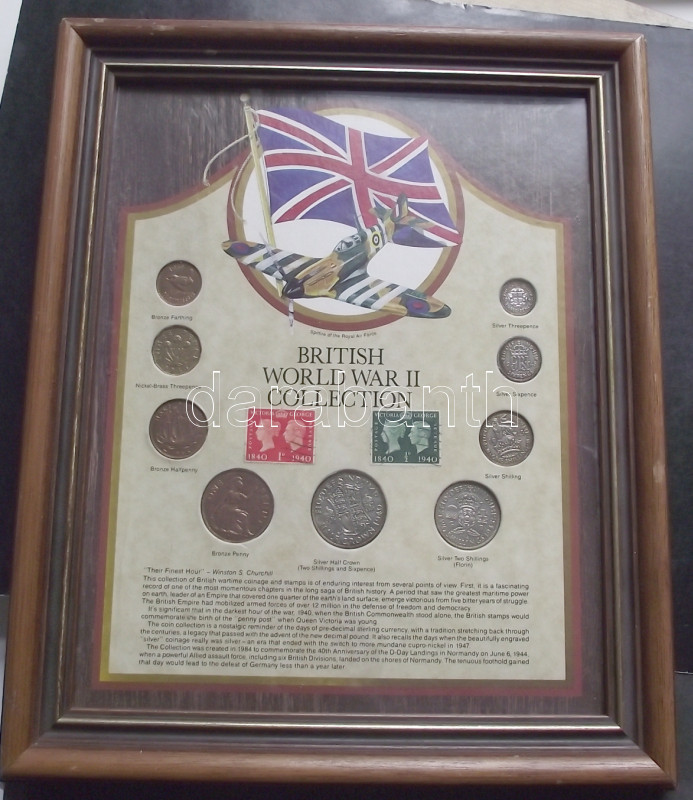 Spitfire of the Royal Air Force
BRITISH
WORLD WAR II
COLLECTION
darabanth
Bronze Farthing
Silver Threepence
Nickel-Brass Threepence
Silver Sixpence
VICTORIA GEORGE
1840 1D 1940
VICTORIA GEORGE
1840 ½D 1940
Bronze Halfpenny
Silver Shilling
Bronze Penny
Silver Half Crown
(Two Shillings and Sixpence)
Silver Two Shillings
(Florin)
"Their Finest Hour" – Winston S. Churchill
This collection of British wartime coinage and stamps is of enduring interest from several points of view. First, it is a fascinating
record of one of the most momentous chapters in the long saga of British history. A period that saw the greatest maritime power
on earth, leader of an Empire that covered one quarter of the earth's land surface, emerge victorious from five bitter years of struggle.
The British Empire had mobilized armed forces of over 12 million in the defense of freedom and democracy.
It's significant that in the darkest hour of the war, 1940, when the British Commonwealth stood alone, the British stamps would
commemorate the birth of the "penny post" when Queen Victoria was young.
The coin collection is a nostalgic reminder of the days of pre-decimal sterling currency, with a tradition stretching back through
the centuries, a legacy that passed with the advent of the new decimal pound. It also recalls the days when the beautifully engraved
"silver" coinage really was silver – an era that ended with the switch to more mundane cupro-nickel in 1947.
The Collection was created in 1984 to commemorate the 40th Anniversary of the D-Day Landings in Normandy on June 6, 1944,
when a powerful Allied assault force, including six British Divisions, landed on the shores of Normandy. The tenuous foothold gained
that day would lead to the defeat of Germany less than a year later.